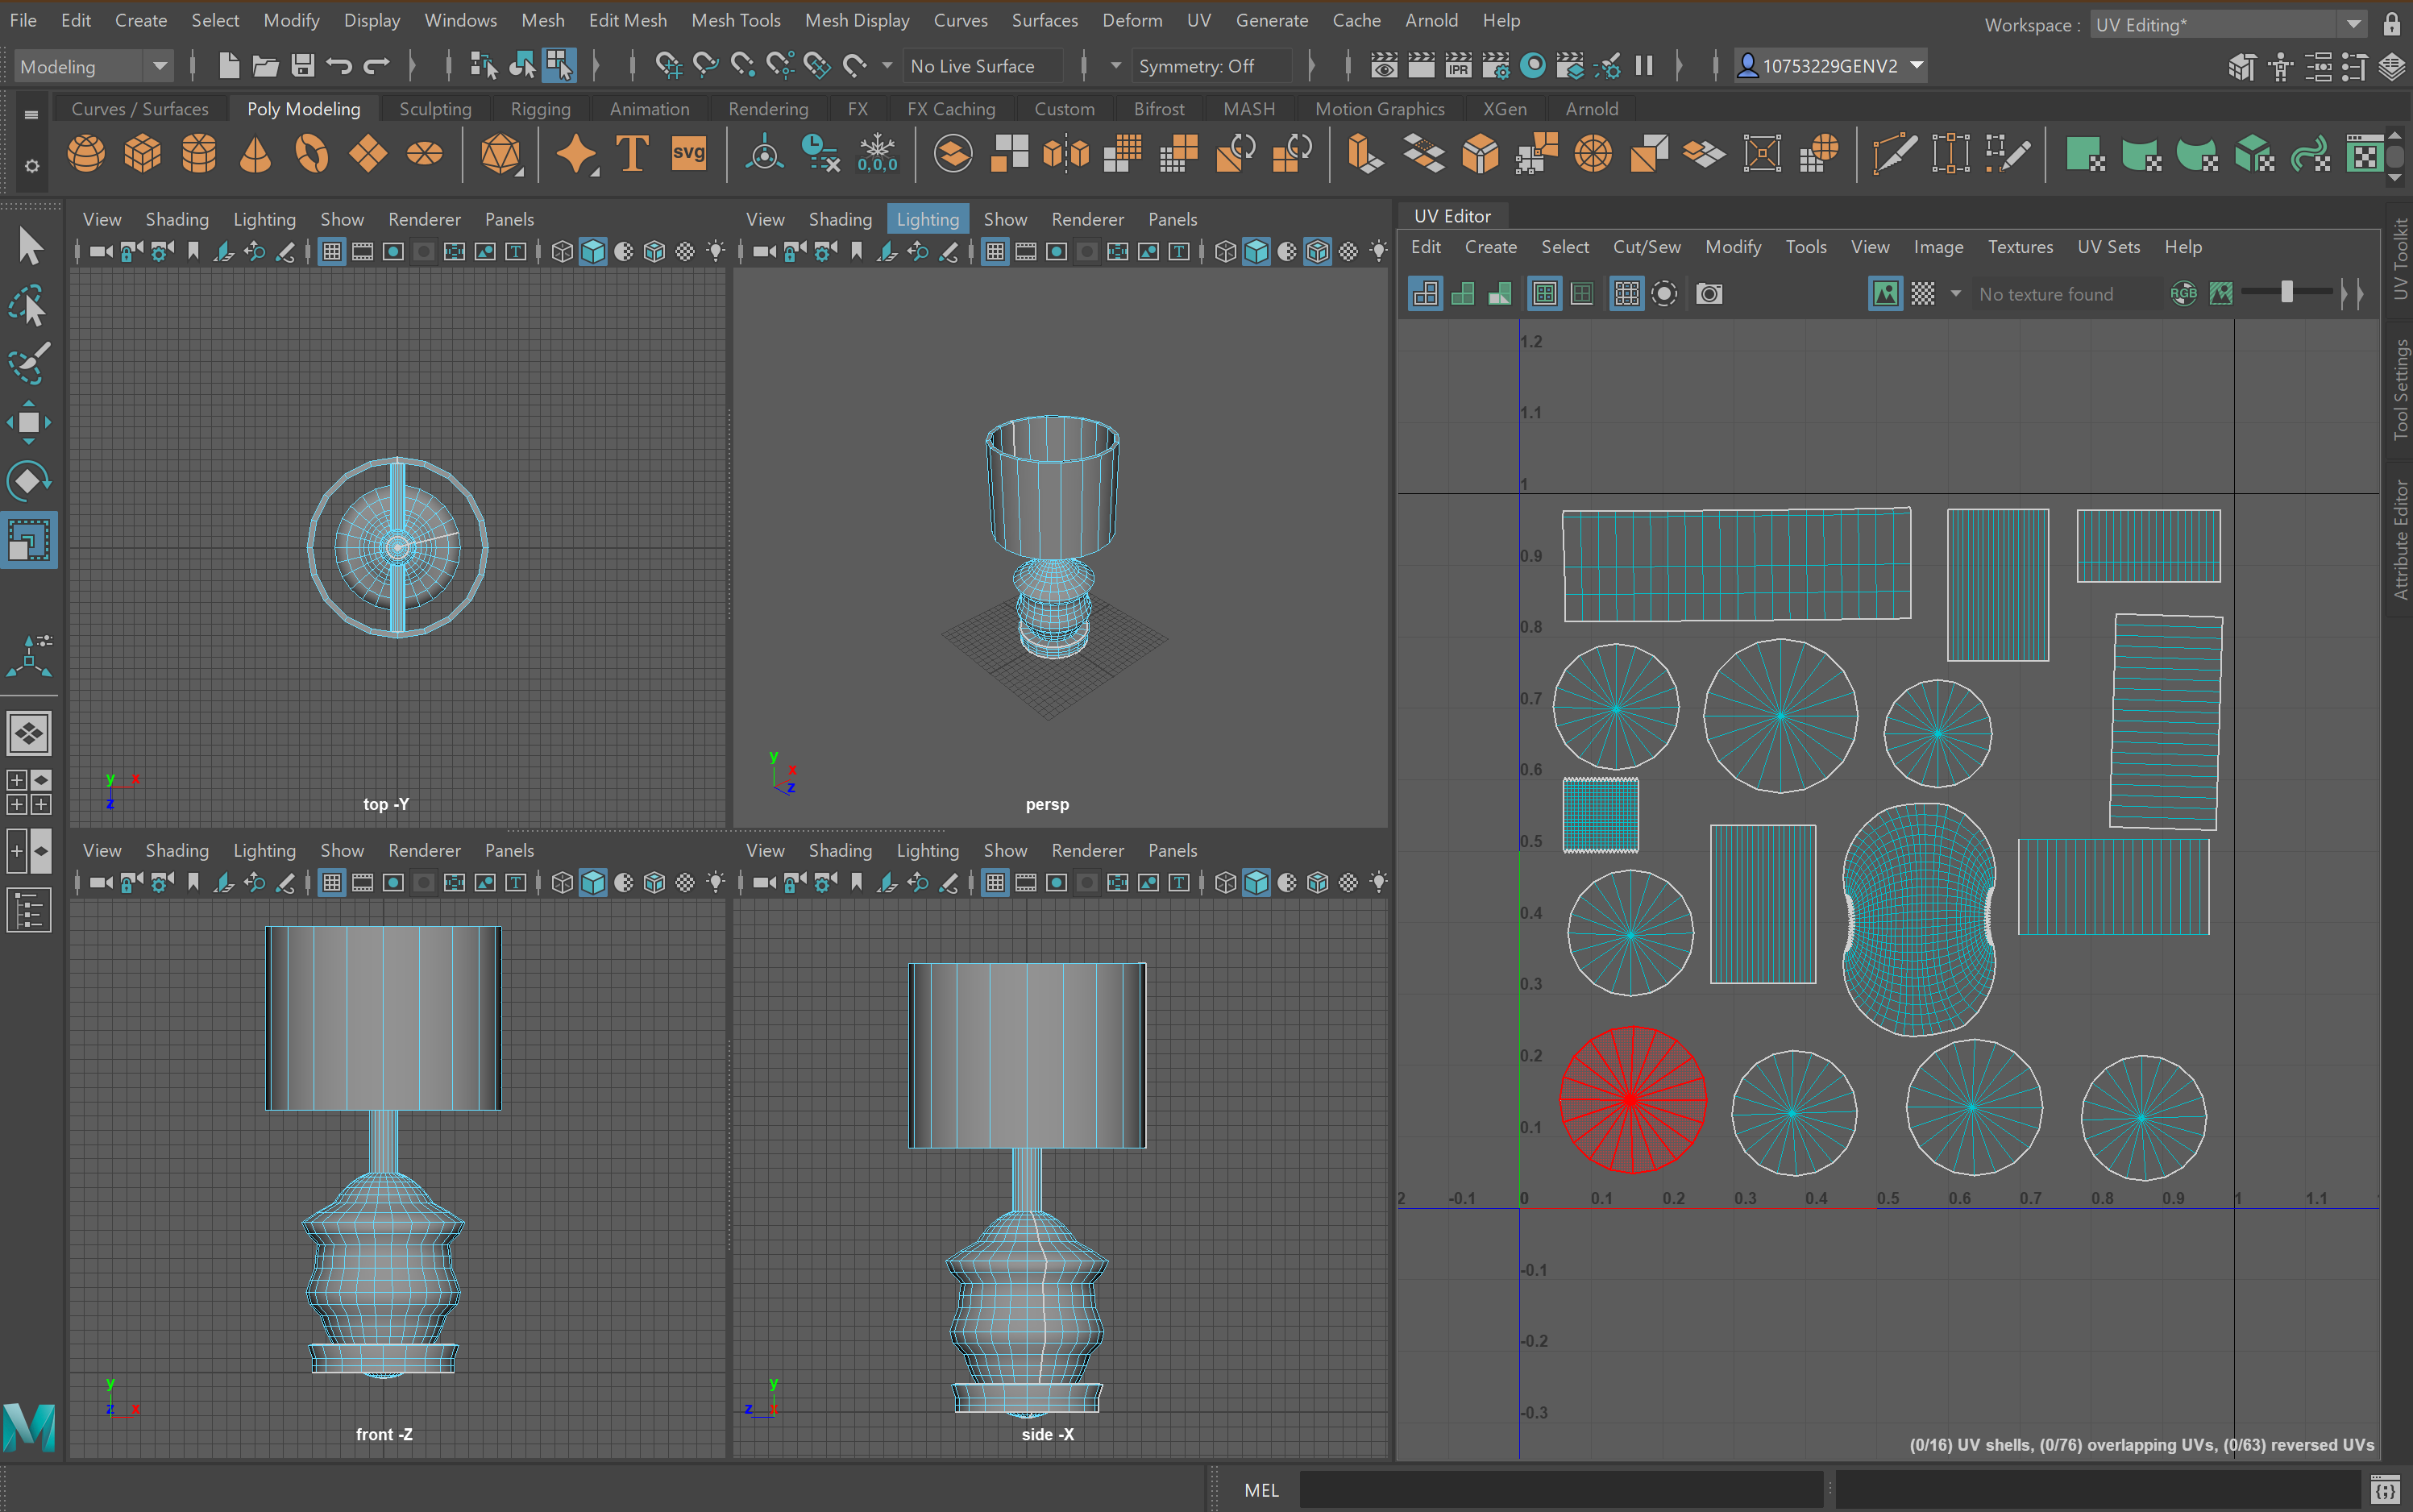 File Edit Create Select Modify Display Windows Mesh Edit Mesh Mesh Tools Mesh Display Curves Surfaces Deform UV Generate Cache Arnold Help Workspace : UV Editing*
Modeling No Live Surface Symmetry: Off IPR 10753229GENV2
Curves / Surfaces Poly Modeling Sculpting Rigging Animation Rendering FX FX Caching Custom Bifrost MASH Motion Graphics XGen Arnold
T svg 0,0,0
View Shading Lighting Show Renderer Panels
View Shading Lighting Show Renderer Panels
UV Editor
Edit Create Select Cut/Sew Modify Tools View Image Textures UV Sets Help
No texture found RGB
UV Toolkit
Tool Settings
Attribute Editor
1.2
1.1
1
0.9
0.8
0.7
0.6
0.5
0.4
0.3
0.2
0.1
2 -0.1 0 0.1 0.2 0.3 0.4 0.5 0.6 0.7 0.8 0.9 1 1.1
-0.1
-0.2
-0.3
y x
z
top -Y
y
x
z
persp
View Shading Lighting Show Renderer Panels
View Shading Lighting Show Renderer Panels
y
z x
front -Z
y
z
side -X
(0/16) UV shells, (0/76) overlapping UVs, (0/63) reversed UVs
M
MEL